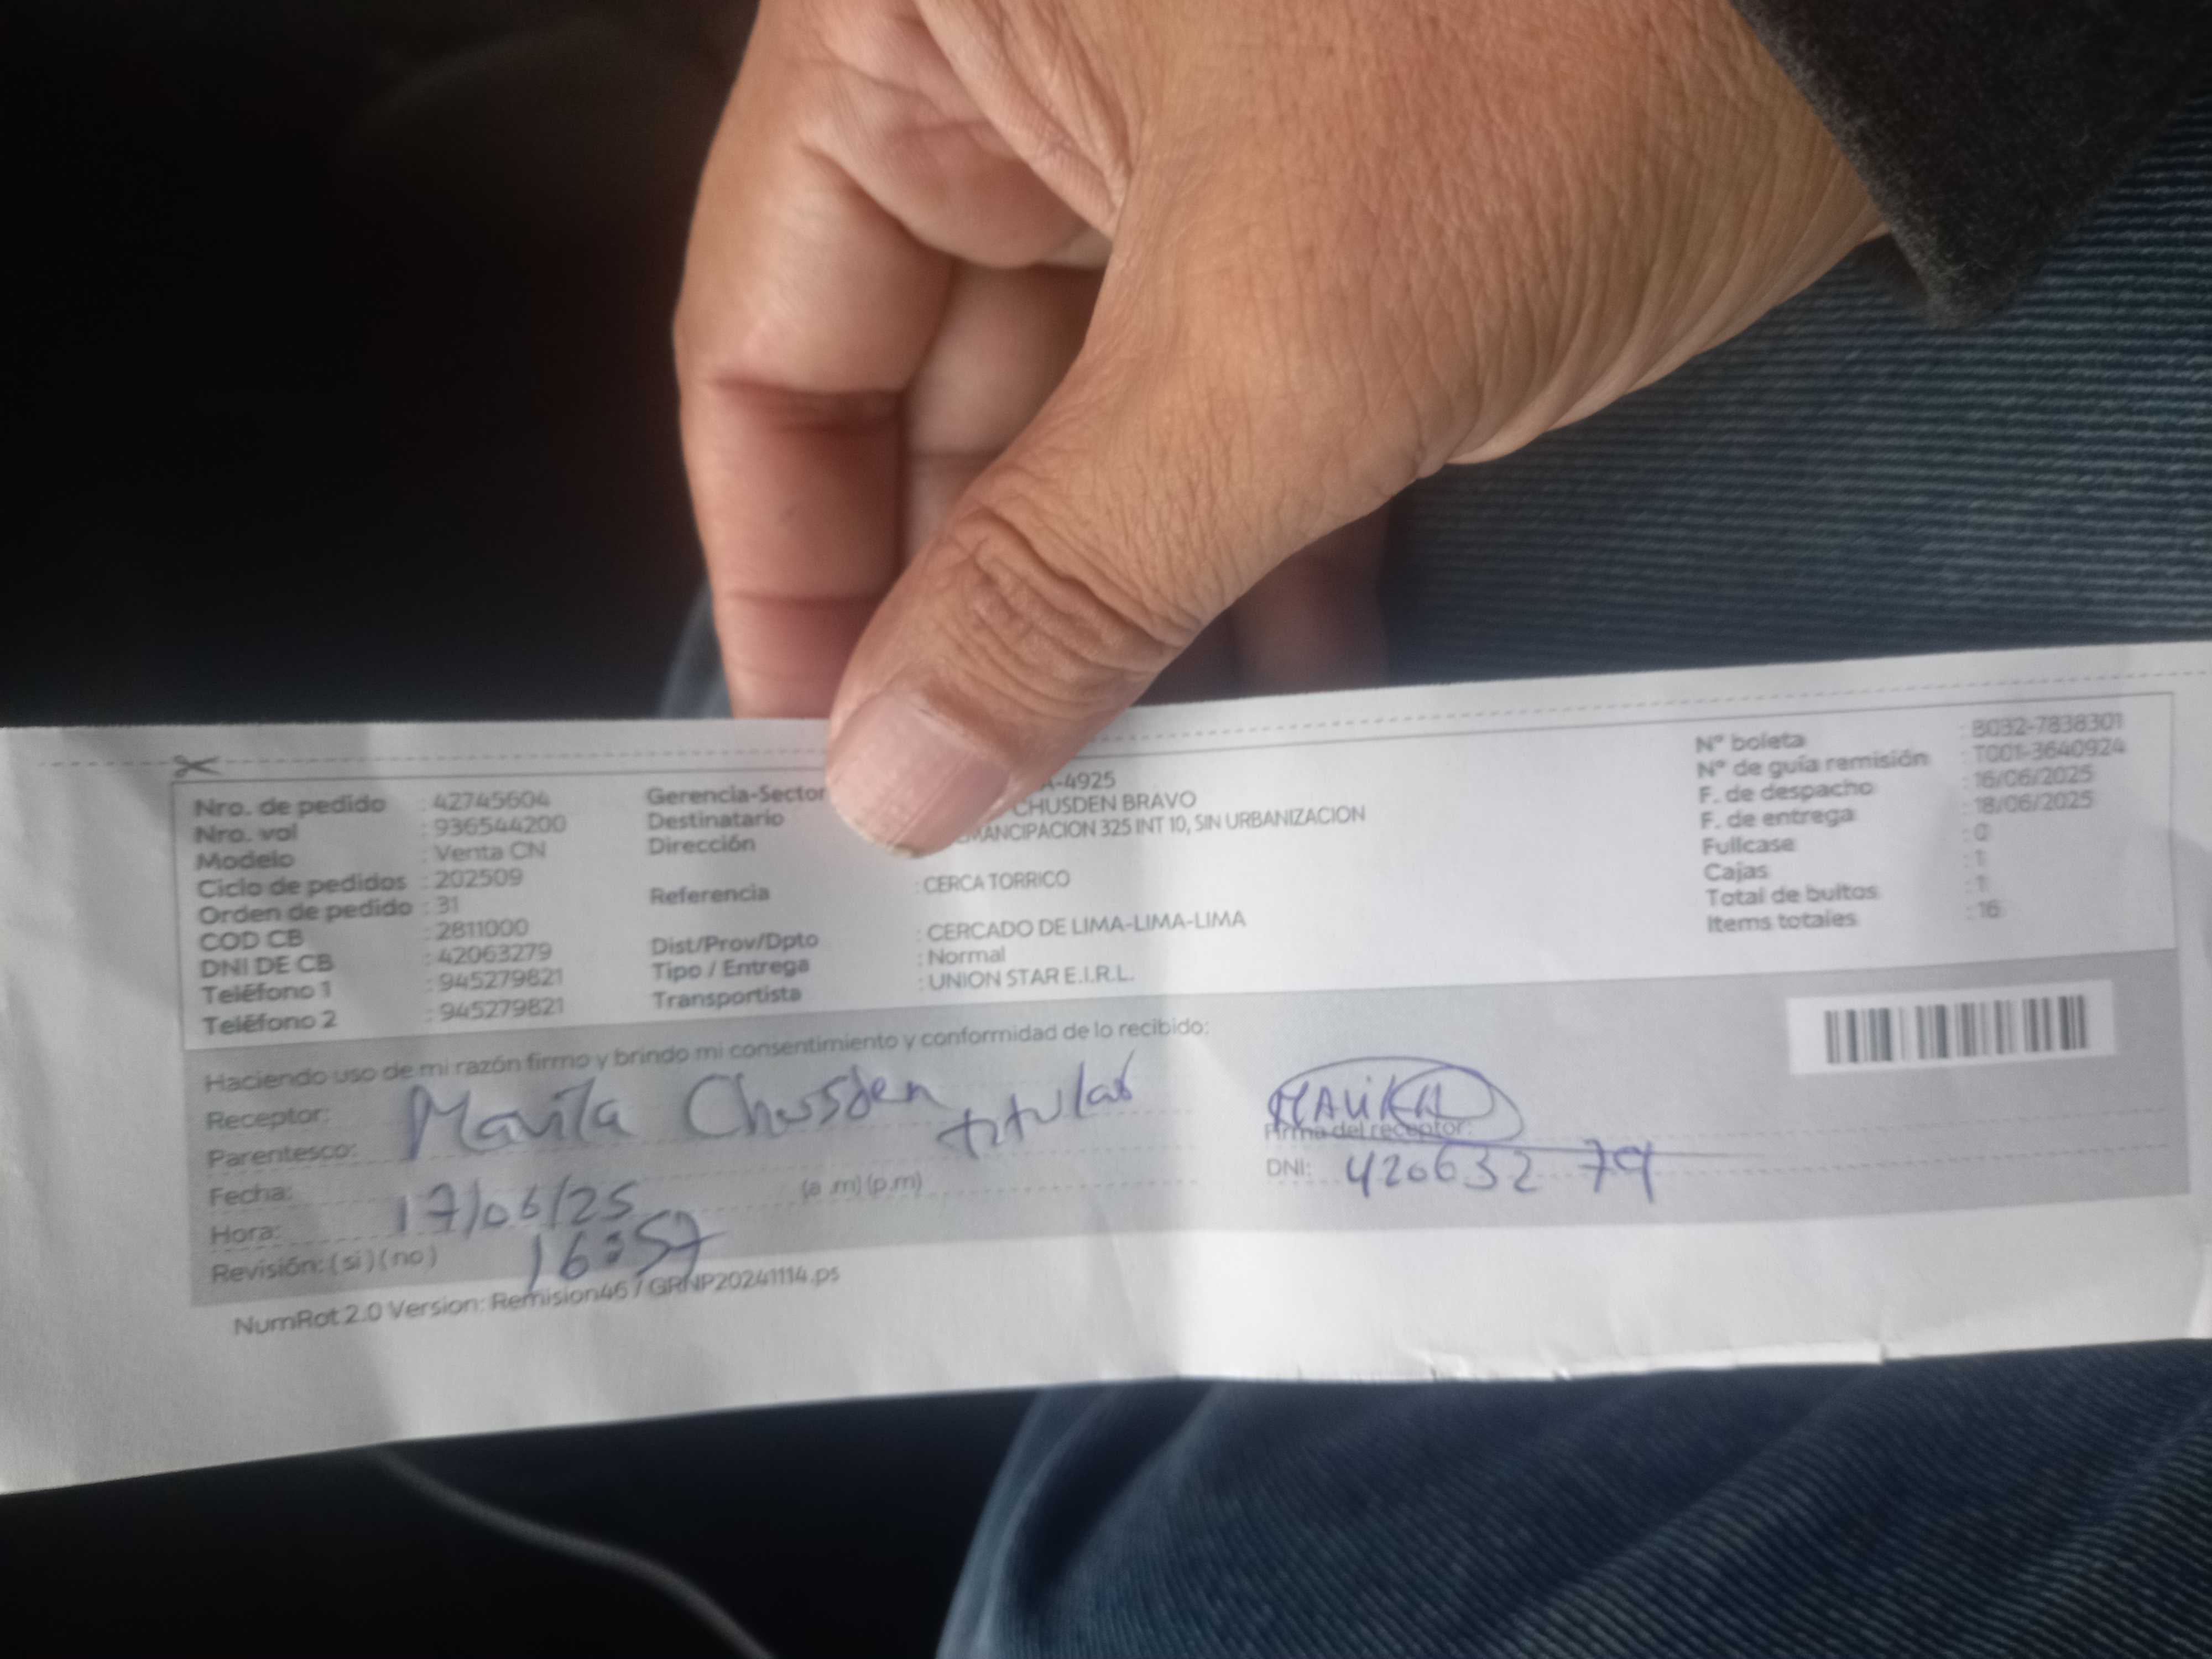 Nro. de pedido : 42745604
Nro. val : 936544200
Modelo : Venta CN
Ciclo de pedidos : 202509
Orden de pedido : 31
COD CB : 2811000
DNI DE CB : 42063279
Teléfono 1 : 945279821
Teléfono 2 : 945279821
Gerencia-Sector A-4925
Destinatario CHUSDEN BRAVO
Dirección EMANCIPACION 325 INT 10, SIN URBANIZACION
Referencia : CERCA TORRICO
Dist/Prov/Dpto : CERCADO DE LIMA-LIMA-LIMA
Tipo / Entrega : Normal
Transportista : UNION STAR E.I.R.L.
N° boleta : B032-7838301
N° de guía remisión : T001-3640924
F. de despacho : 16/06/2025
F. de entrega : 18/06/2025
Fullcase : 0
Cajas : 1
Total de bultos : 1
Items totales : 16
Haciendo uso de mi razón firmo y brindo mi consentimiento y conformidad de lo recibido:
Receptor: Mavila Chusden
Parentesco: titular
Fecha: 17/06/25
Hora: 16:57 (a .m) (p.m)
Revisión: ( si ) ( no )
Firma del receptor:
DNI: 42063279
NumRot 2.0 Version: Remision46 / GRNP20241114.ps